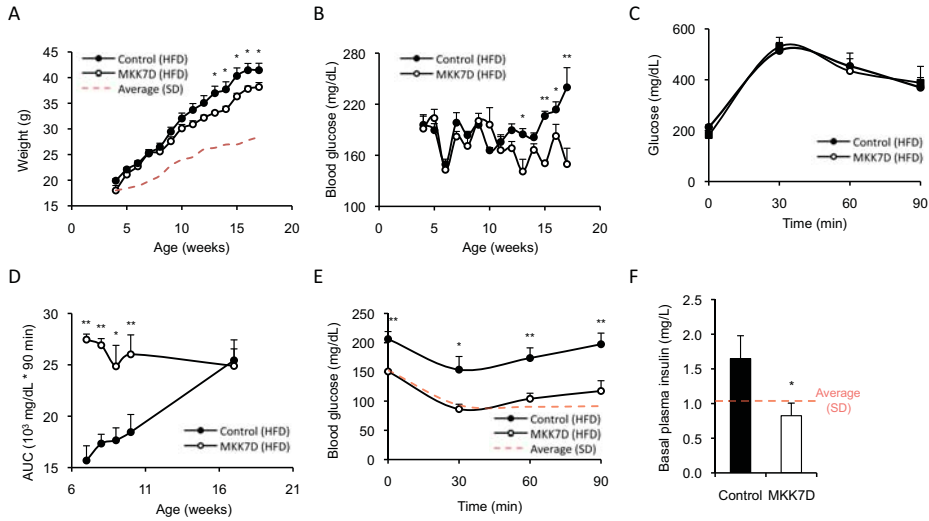 A
B
C
Control (HFD)
MKK7D (HFD)
Average (SD)
* * * * *
Weight (g)
45
40
35
30
25
20
15
0 5 10 15 20
Age (weeks)
Control (HFD)
MKK7D (HFD)
**
** *
*
Blood glucose (mg/dL)
260
220
180
140
100
0 5 10 15 20
Age (weeks)
Glucose (mg/dL)
600
400
200
0
Control (HFD)
MKK7D (HFD)
0 30 60 90
Time (min)
D
E
F
** ** * **
AUC (10³ mg/dL * 90 min)
30
25
20
15
Control (HFD)
MKK7D (HFD)
6 11 16 21
Age (weeks)
** * ** **
Blood glucose (mg/dL)
250
200
150
100
50
0
Control (HFD)
MKK7D (HFD)
Average (SD)
0 30 60 90
Time (min)
Basal plasma insulin (mg/L)
2.5
2.0
1.5
1.0
0.5
0.0
*
Average
(SD)
Control MKK7D